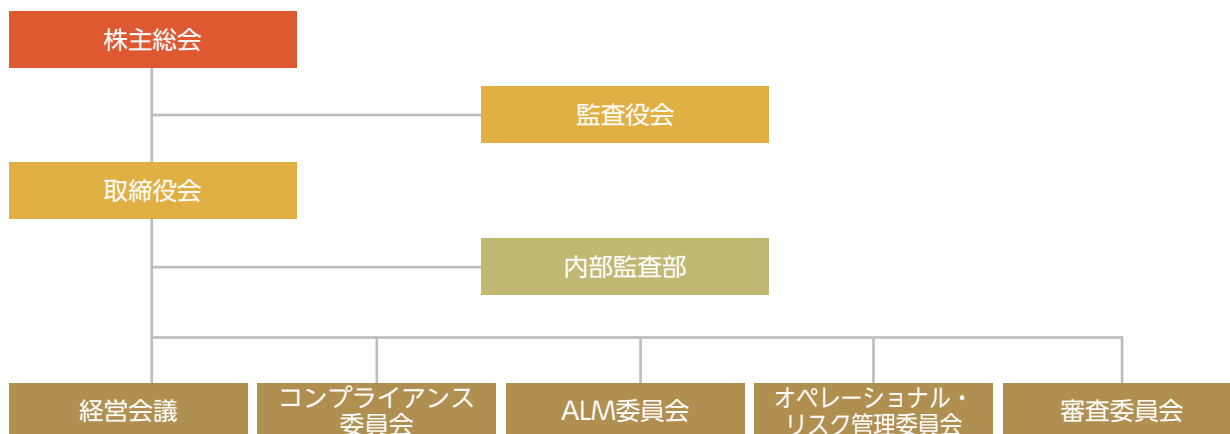 株主総会
監査役会
取締役会
内部監査部
経営会議
コンプライアンス
委員会
ALM委員会
オペレーショナル・
リスク管理委員会
審査委員会